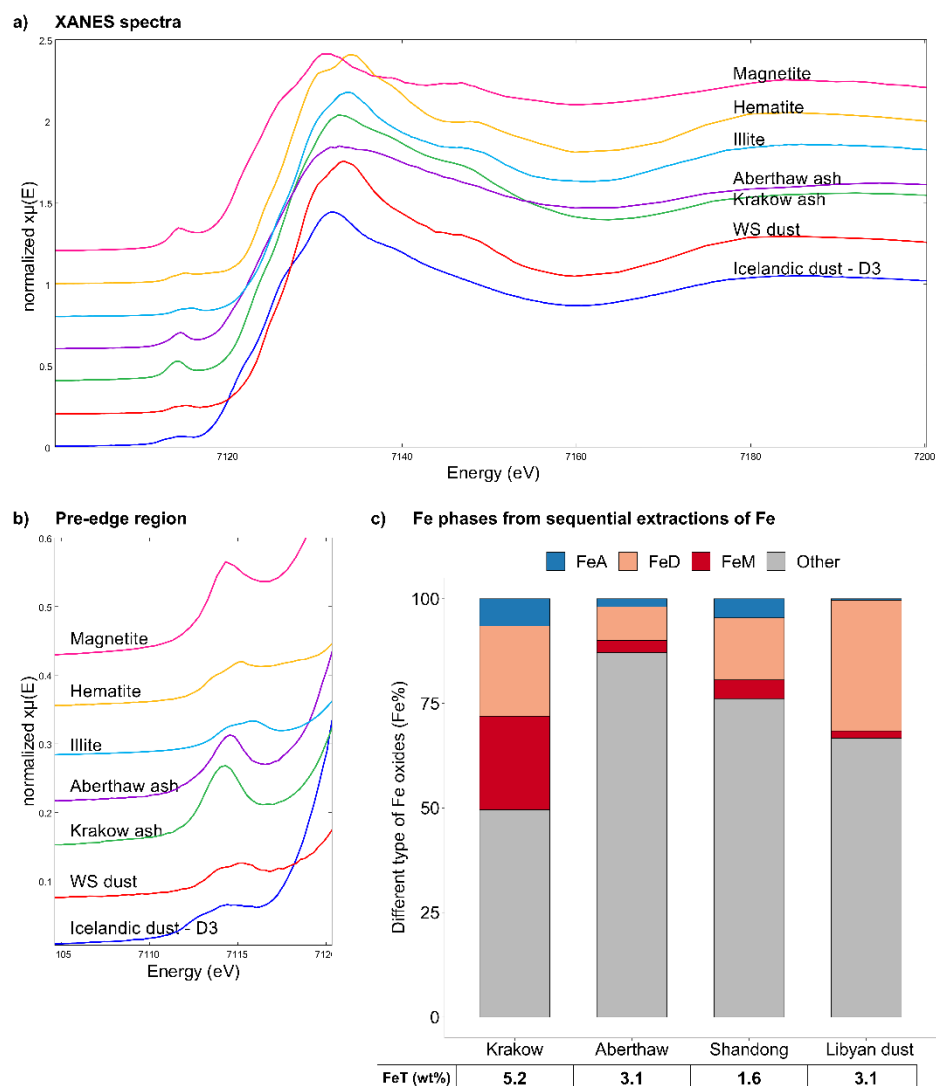 a) XANES spectra
2.5
2
1.5
1
0.5
0
normalized xμ(E)
Magnetite
Hematite
Illite
Aberthaw ash
Krakow ash
WS dust
Icelandic dust - D3
7120
7140
7160
7180
7200
Energy (eV)
b) Pre-edge region
0.6
0.5
0.4
0.3
0.2
0.1
normalized xμ(E)
Magnetite
Hematite
Illite
Aberthaw ash
Krakow ash
WS dust
Icelandic dust - D3
105
7110
7115
7120
Energy (eV)
c) Fe phases from sequential extractions of Fe
FeA FeD FeM Other
100
75
50
25
0
Different type of Fe oxides (Fe%)
Krakow Aberthaw Shandong Libyan dust
FeT (wt%) 5.2 3.1 1.6 3.1